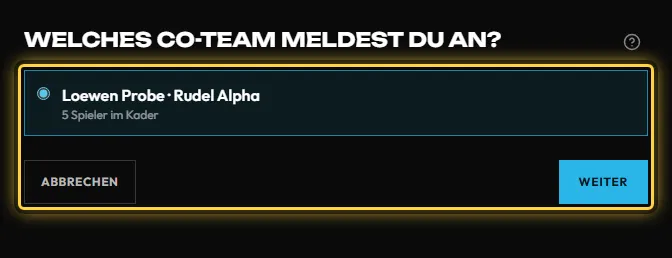 WELCHES CO-TEAM MELDEST DU AN?
?
Loewen Probe · Rudel Alpha
5 Spieler im Kader
ABBRECHEN
WEITER